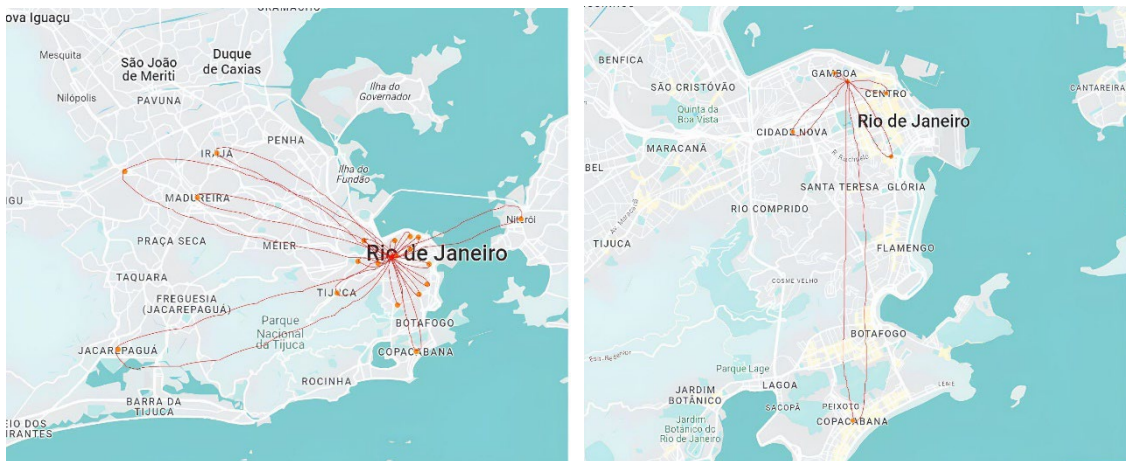 ova Iguaçu
Mesquita
São João
de Meriti
Duque
de Caxias
Nilópolis
PAVUNA
Ilha do
Governador
PENHA
IRAJÁ
Ilha do
Fundão
MADUREIRA
Niterói
PRAÇA SECA
MÉIER
Rio de Janeiro
TAQUARA
TIJUCA
FREGUESIA
(JACAREPAGUÁ)
Parque
Nacional
da Tijuca
BOTAFOGO
JACAREPAGUÁ
COPACABANA
ROCINHA
BARRA DA
TIJUCA
EIO DOS
IRANTES
BENFICA
GAMBOA
SÃO CRISTÓVÃO
CENTRO
CANTAREIRA
Quinta da
Boa Vista
Rio de Janeiro
CIDADE NOVA
MARACANÃ
R. Riachuelo
BEL
SANTA TERESA
GLÓRIA
RIO COMPRIDO
TIJUCA
FLAMENGO
COSME VELHO
BOTAFOGO
Parque Lage
LAGOA
LEME
JARDIM
BOTÂNICO
SACOPÃ
PEIXOTO
COPACABANA
Jardim
Botânico do
Rio de Janeiro